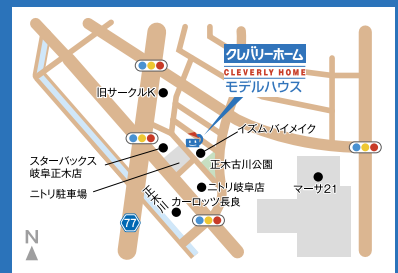 クレバリーホーム
CLEVERLY HOME
モデルハウス
旧サークルK
イズム バイメイク
スターバックス
岐阜正木店
正木古川公園
ニトリ駐車場
ニトリ岐阜店
マーサ21
正木川
カーロッツ長良
77
N